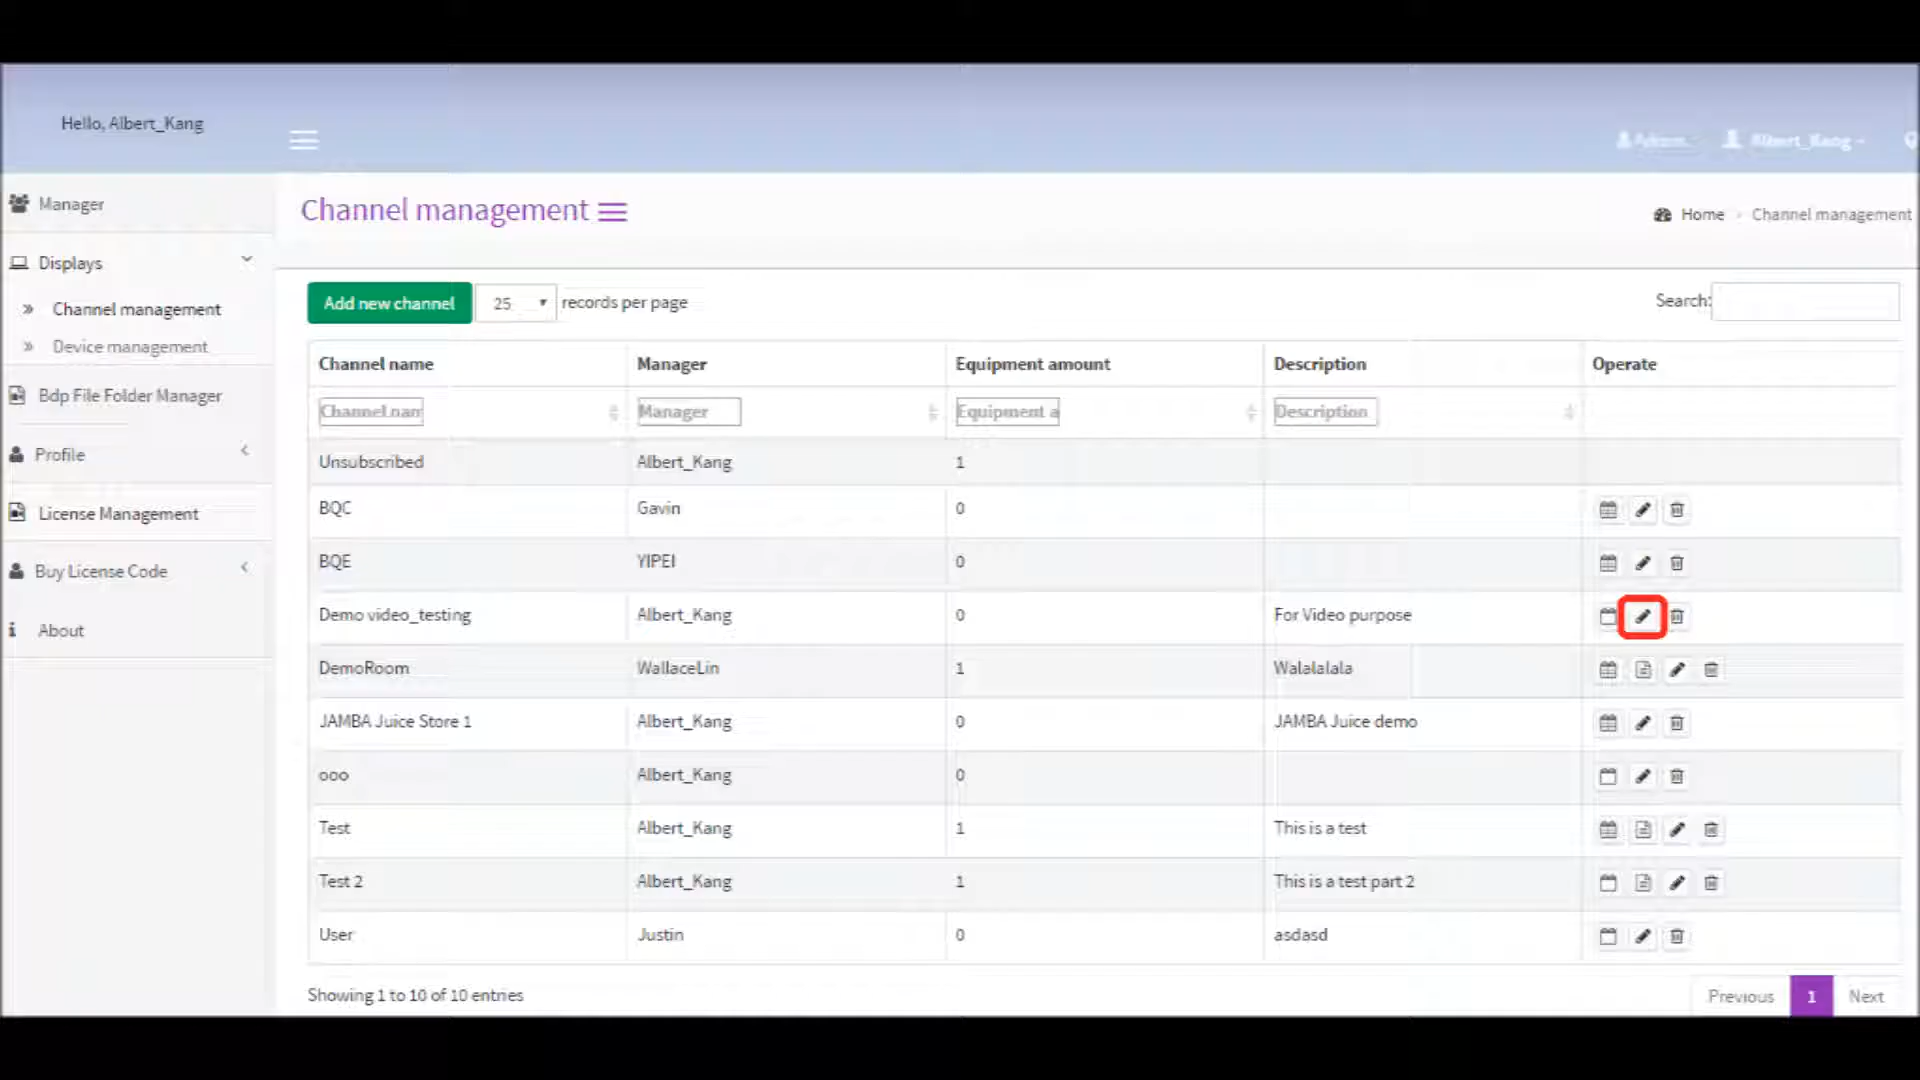 Hello, Albert_Kang
Albert_Kang
Manager
Displays
Channel management
Device management
Bdp File Folder Manager
Profile
License Management
Buy License Code
About
Channel management
Home
Channel management
Add new channel 25 records per page Search:
Channel name Manager Equipment amount Description Operate
Channel nam Manager Equipment a Description
Unsubscribed Albert_Kang 1
BQC Gavin 0
BQE YIPEI 0
Demo video_testing Albert_Kang 0 For Video purpose
DemoRoom WallaceLin 1 Walalalala
JAMBA Juice Store 1 Albert_Kang 0 JAMBA Juice demo
ooo Albert_Kang 0
Test Albert_Kang 1 This is a test
Test 2 Albert_Kang 1 This is a test part 2
User Justin 0 asdasd
Showing 1 to 10 of 10 entries
Previous 1 Next